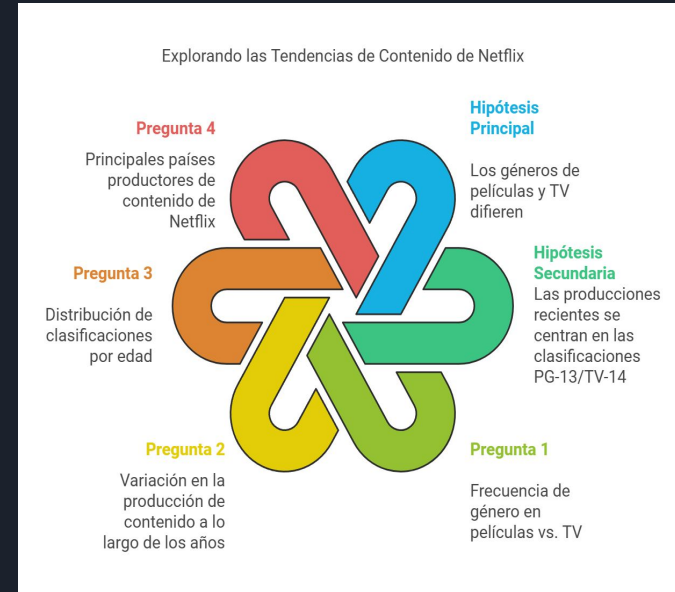 Explorando las Tendencias de Contenido de Netflix
Hipótesis
Principal
Los géneros de
películas y TV
difieren
Hipótesis
Secundaria
Las producciones
recientes se
centran en las
clasificaciones
PG-13/TV-14
Pregunta 1
Frecuencia de
género en
películas vs. TV
Pregunta 2
Variación en la
producción de
contenido a lo
largo de los años
Pregunta 3
Distribución de
clasificaciones
por edad
Pregunta 4
Principales países
productores de
contenido de
Netflix